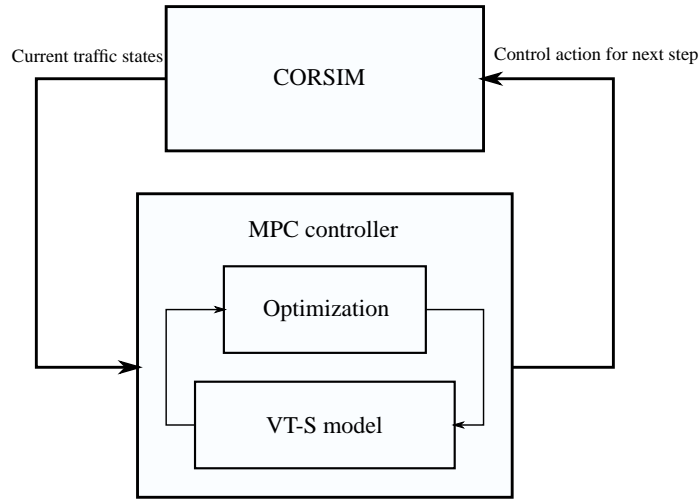 Current traffic states
Control action for next step
CORSIM
MPC controller
Optimization
VT-S model